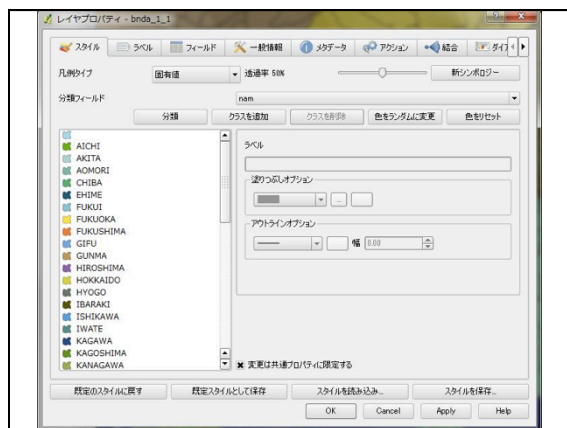 レイヤプロパティ - bnda_1_1
スタイル ラベル フィールド 一般情報 メタデータ アクション 結合 ダイア
凡例タイプ 固有値 透過率 50% 新シンボロジー
分類フィールド nam
分類 クラスを追加 クラスを削除 色をランダムに変更 色をリセット
AICHI
AKITA
AOMORI
CHIBA
EHIME
FUKUI
FUKUOKA
FUKUSHIMA
GIFU
GUNMA
HIROSHIMA
HOKKAIDO
HYOGO
IBARAKI
ISHIKAWA
IWATE
KAGAWA
KAGOSHIMA
KANAGAWA
ラベル
塗りつぶしオプション
...
アウトラインオプション
幅 0.00
変更は共通プロパティに限定する
既定のスタイルに戻す 既定スタイルとして保存 スタイルを読み込み... スタイルを保存...
OK Cancel Apply Help